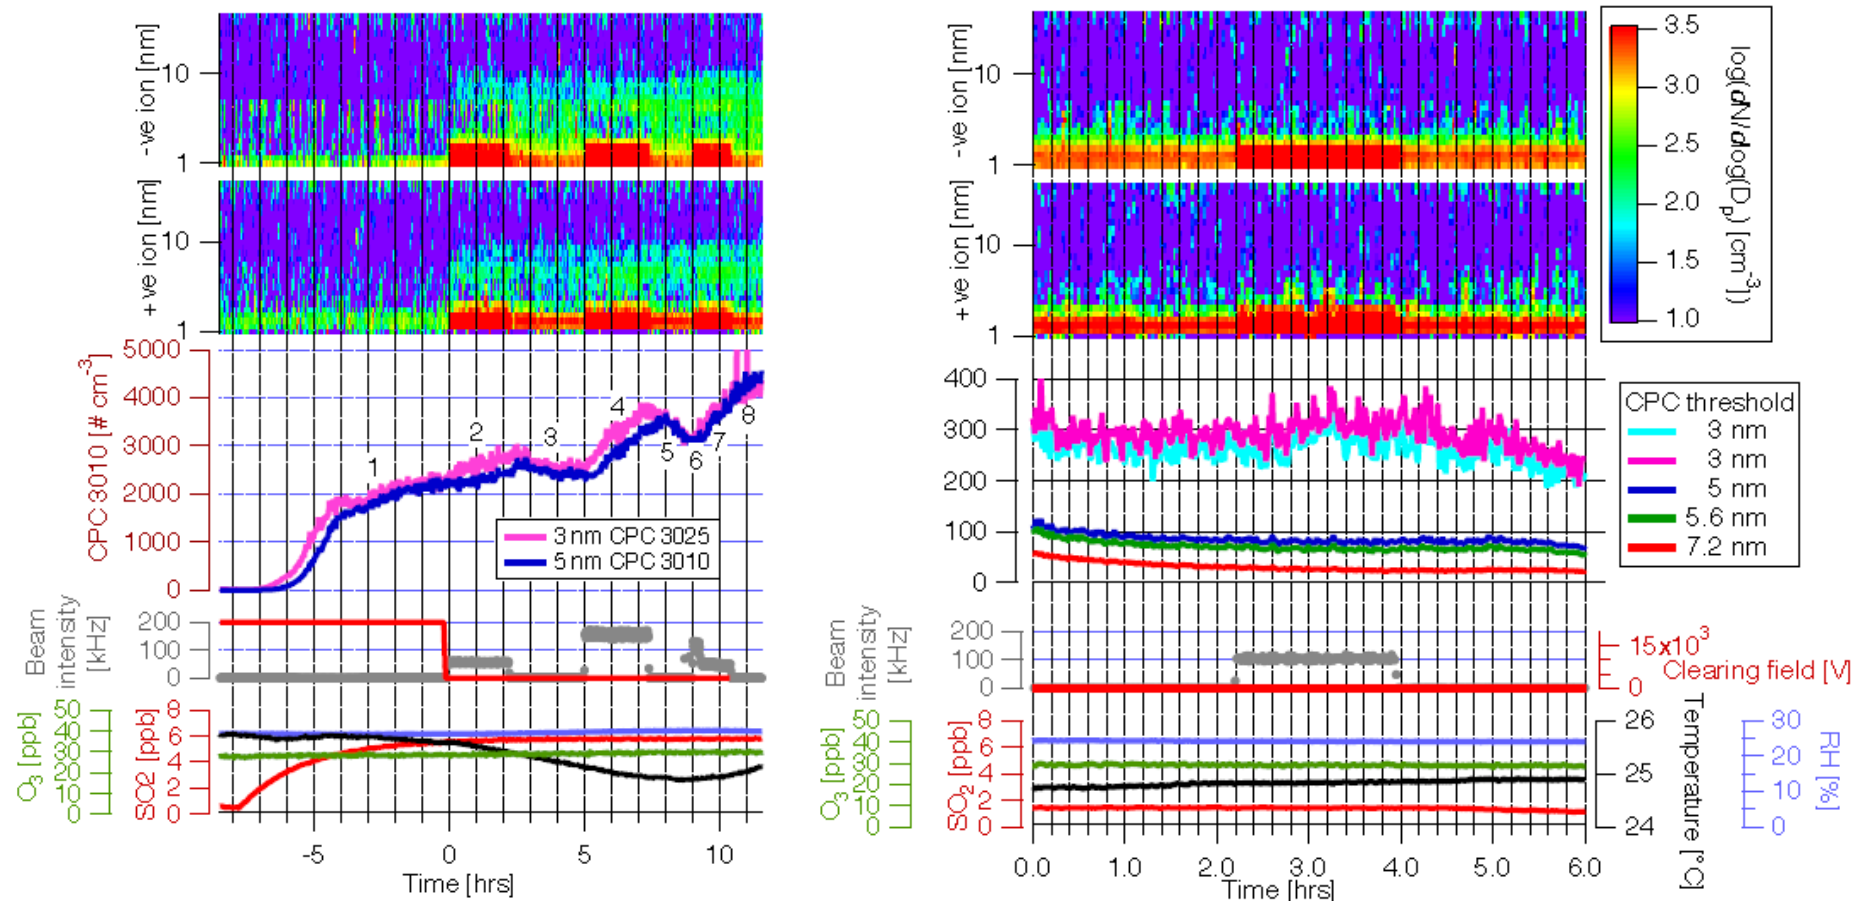 -ve ion [nm]
10
1
+ve ion [nm]
10
1
CPC 3010 [# cm-3]
5000
4000
3000
2000
1000
0
1
2
3
4
5
6
7
8
3 nm CPC 3025
5 nm CPC 3010
Beam
intensity
[kHz]
200
100
0
O3 [ppb]
50
40
30
20
10
0
SO2 [ppb]
8
6
4
2
0
-5
0
5
10
Time [hrs]
-ve ion [nm]
10
1
+ve ion [nm]
10
1
3.5
3.0
2.5
2.0
1.5
1.0
log(dN/dlog(Dp) [cm-3])
400
300
200
100
0
CPC threshold
3 nm
3 nm
5 nm
5.6 nm
7.2 nm
Beam
intensity
[kHz]
200
100
0
15x103
0
Clearing field [V]
O3 [ppb]
50
40
30
20
10
0
SO2 [ppb]
8
6
4
2
0
26
25
24
Temperature [°C]
30
20
10
0
RH [%]
0.0
1.0
2.0
3.0
4.0
5.0
6.0
Time [hrs]